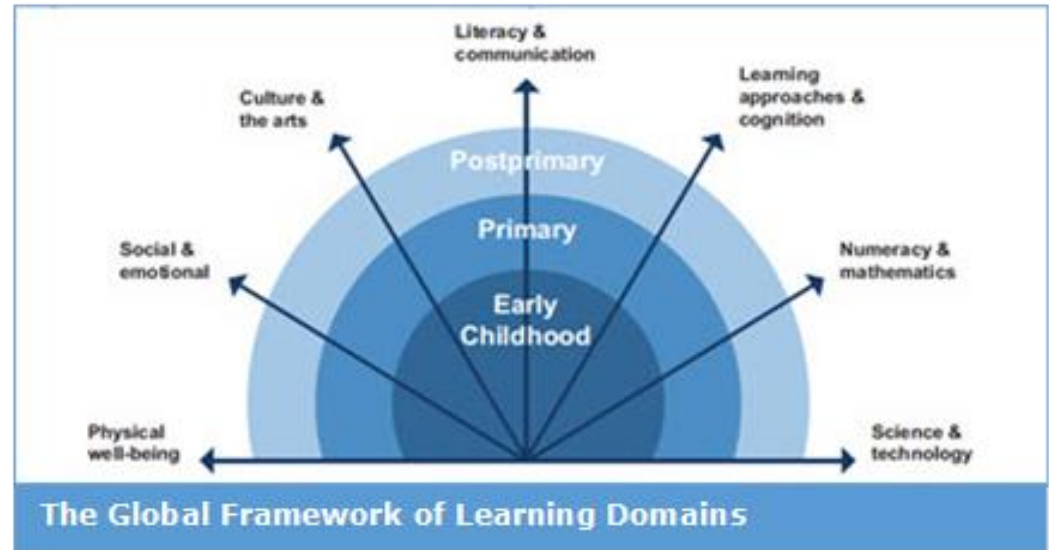 Literacy &
communication
Learning
approaches &
cognition
Culture &
the arts
Postprimary
Primary
Social &
emotional
Numeracy &
mathematics
Early
Childhood
Physical
well-being
Science &
technology
The Global Framework of Learning Domains